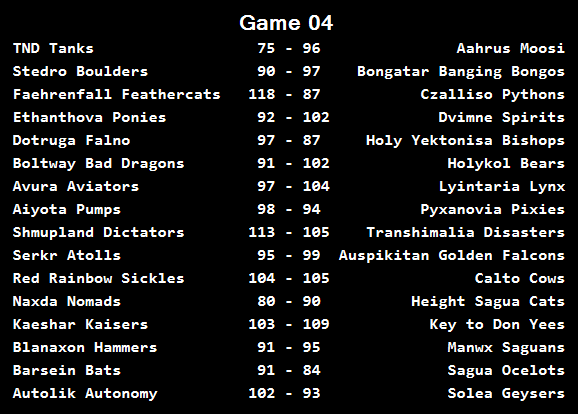 Game 04
TND Tanks 75 - 96 Aahrus Moosi
Stedro Boulders 90 - 97 Bongatar Banging Bongos
Faehrenfall Feathercats 118 - 87 Czalliso Pythons
Ethanthova Ponies 92 - 102 Dvimne Spirits
Dotruga Falno 97 - 87 Holy Yektonisa Bishops
Boltway Bad Dragons 91 - 102 Holykol Bears
Avura Aviators 97 - 104 Lyintaria Lynx
Aiyota Pumps 98 - 94 Pyxanovia Pixies
Shmupland Dictators 113 - 105 Transhimalia Disasters
Serkr Atolls 95 - 99 Auspikitan Golden Falcons
Red Rainbow Sickles 104 - 105 Calto Cows
Naxda Nomads 80 - 90 Height Sagua Cats
Kaeshar Kaisers 103 - 109 Key to Don Yees
Blanaxon Hammers 91 - 95 Manwx Saguans
Barsein Bats 91 - 84 Sagua Ocelots
Autolik Autonomy 102 - 93 Solea Geysers